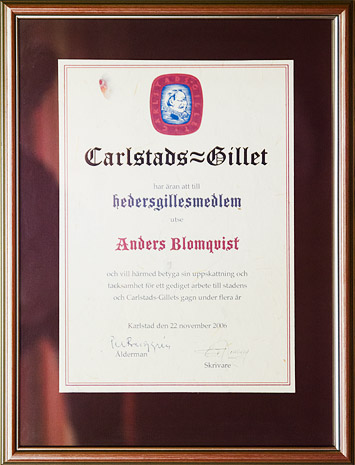 CARLSTADS GILLET
Carlstads≈Gillet
har äran att till
hedersgillesmedlem
utse
Anders Blomqvist
och vill härmed betyga sin uppskattning och
tacksamhet för ett gediget arbete till stadens
och Carlstads-Gillets gagn under flera år
Karlstad den 22 november 2006
Ålderman
Skrivare